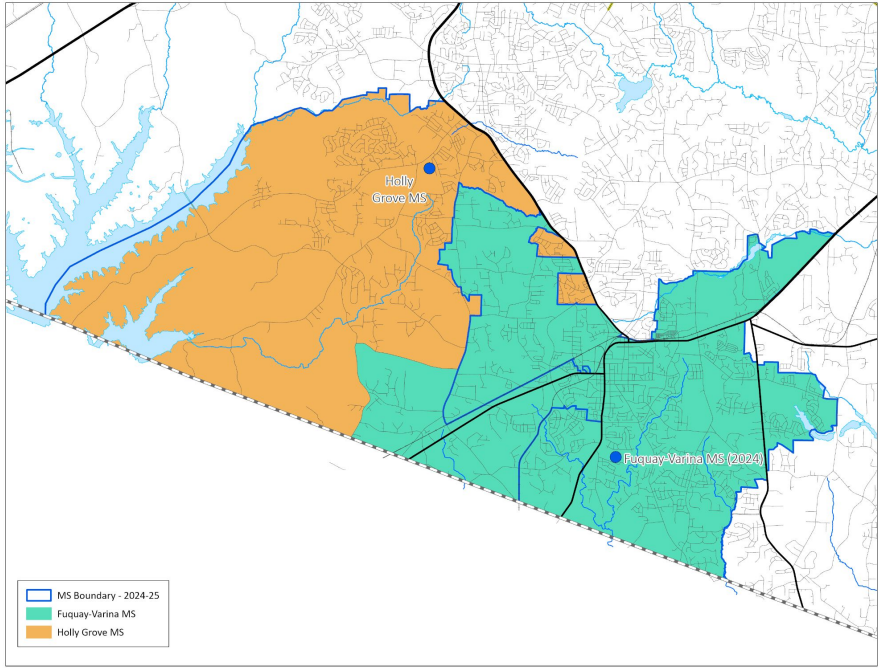 Holly
Grove MS
Fuquay-Varina MS (2024)
MS Boundary - 2024-25
Fuquay-Varina MS
Holly Grove MS